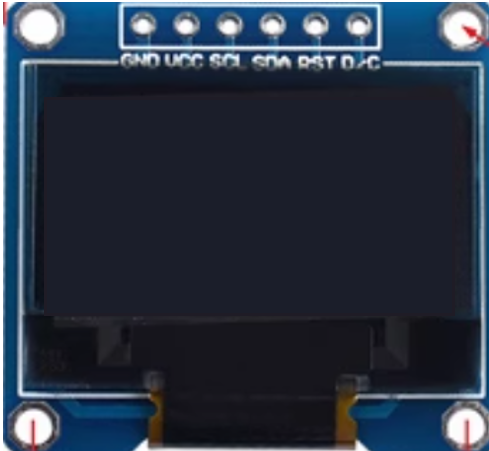 GND VCC SCL SDA RST D/C